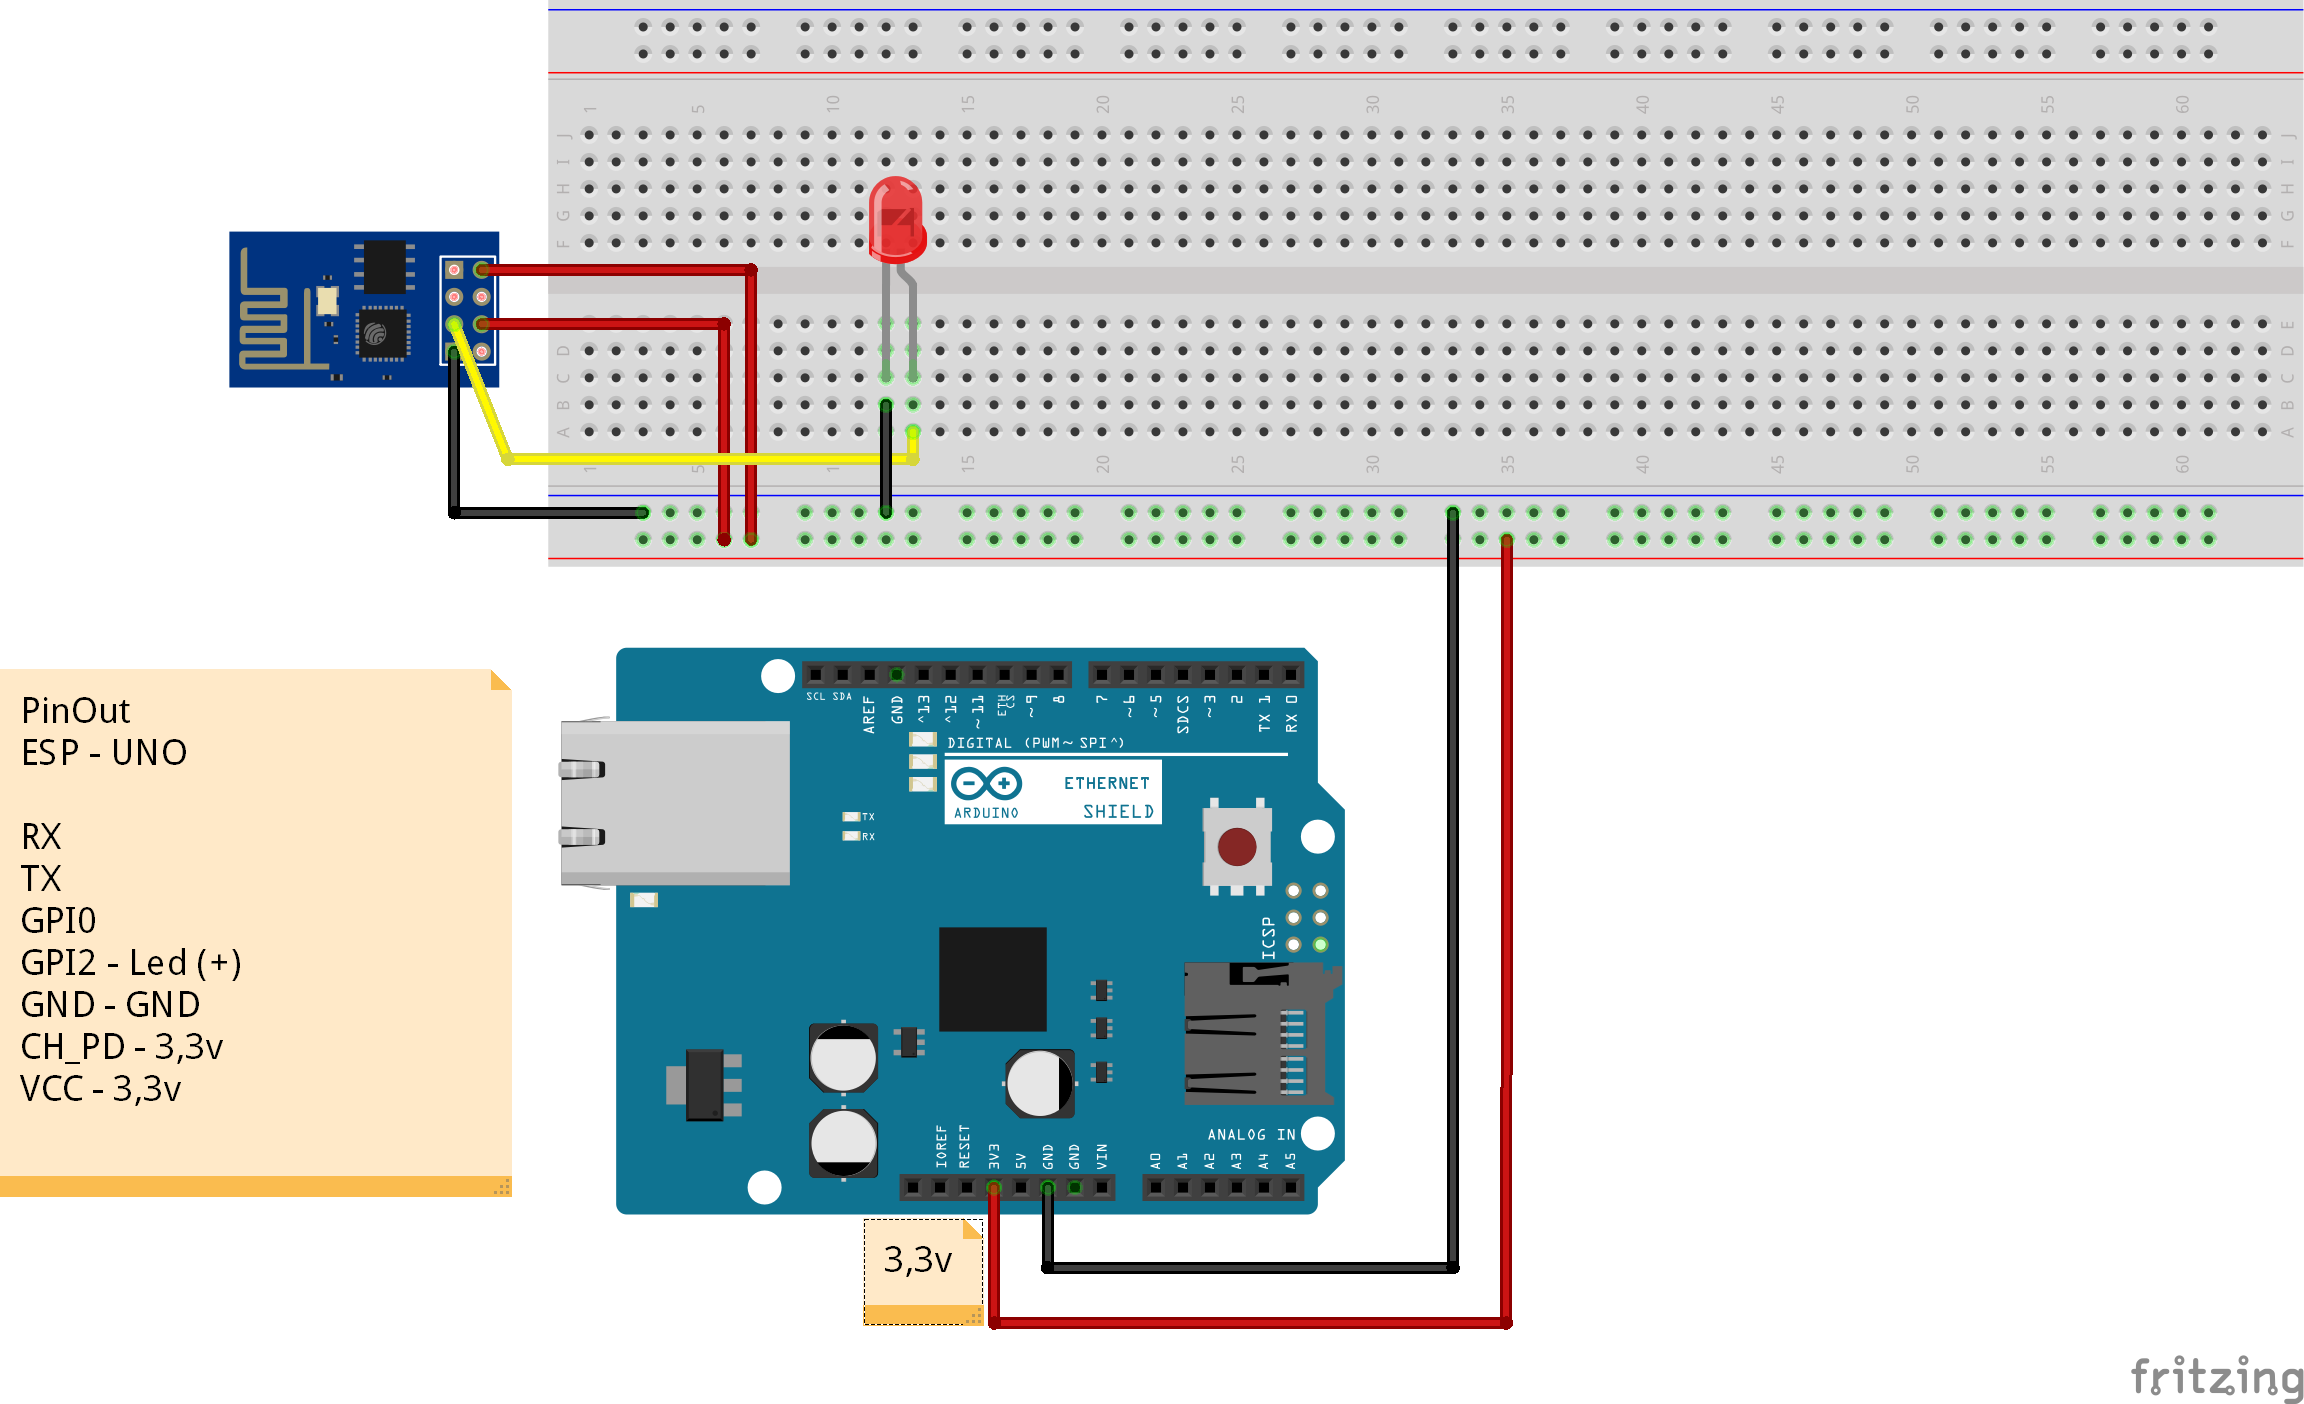 1 5 10 15 20 25 30 35 40 45 50 55 60
J J
I I
H H
G G
F F
E
D D
C C
B B
A A
1 5 1 15 20 25 30 35 40 45 50 55 60
PinOut
ESP - UNO
RX
TX
GPI0
GPI2 - Led (+)
GND - GND
CH_PD - 3,3v
VCC - 3,3v
SCL SDA AREF GND ^13 ^12 ~11 ETH CS ~9 8 7 ~6 ~5 SDCS ~3 2 TX 1 RX 0
DIGITAL (PWM~ SPI^)
ETHERNET
SHIELD
ARDUINO
TX
RX
ICSP
ANALOG IN
IOREF RESET 3V3 5V GND GND VIN A0 A1 A2 A3 A4 A5
3,3v
fritzing